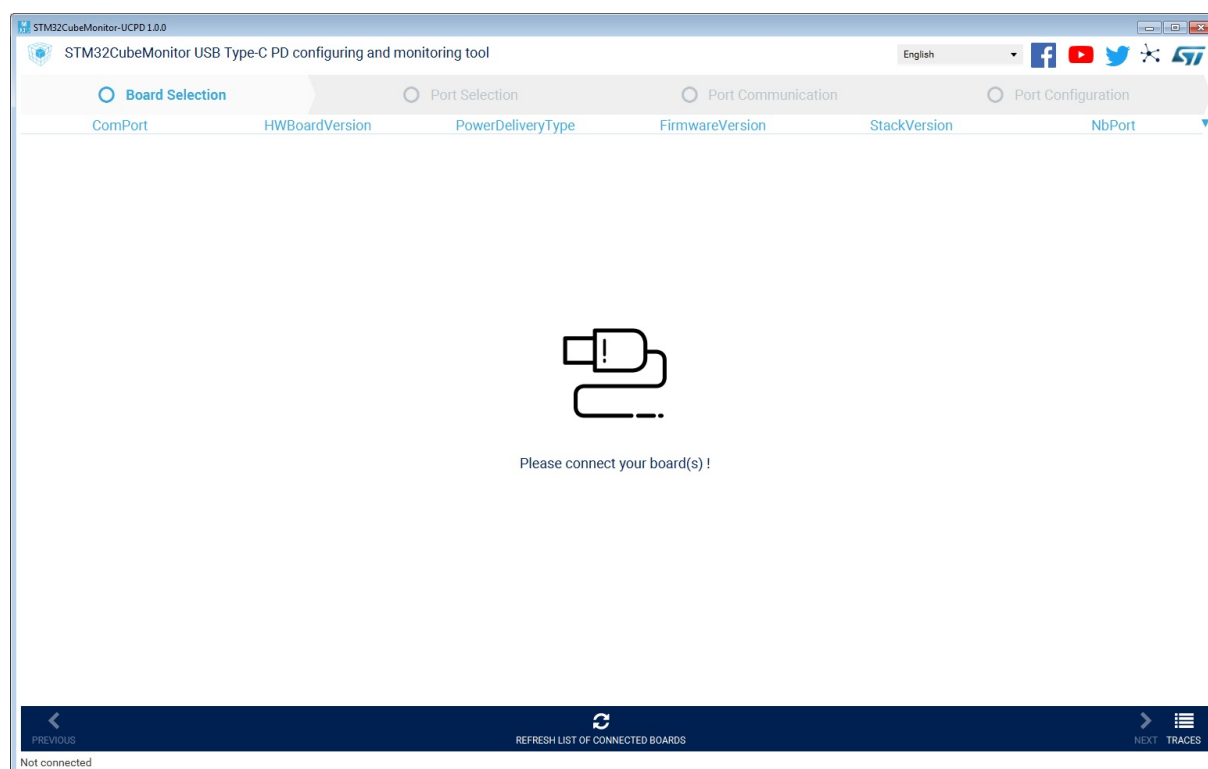 STM32CubeMonitor-UCPD 1.0.0
STM32CubeMonitor USB Type-C PD configuring and monitoring tool
English
Board Selection
Port Selection
Port Communication
Port Configuration
ComPort HWBoardVersion PowerDeliveryType FirmwareVersion StackVersion NbPort
Please connect your board(s) !
PREVIOUS
REFRESH LIST OF CONNECTED BOARDS
NEXT
TRACES
Not connected